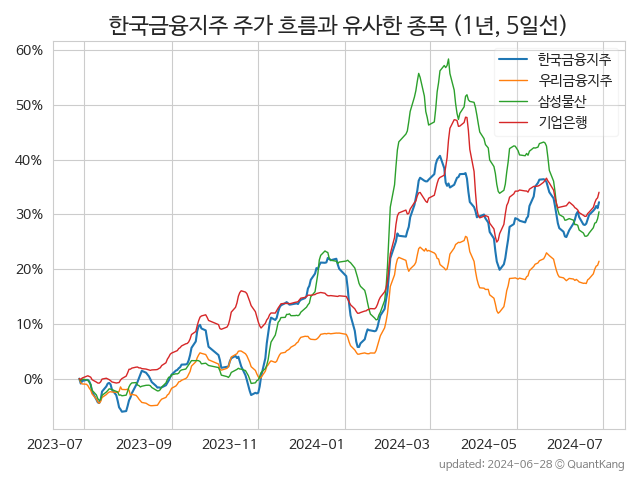 한국금융지주 주가 흐름과 유사한 종목 (1년, 5일선)
60%
50%
40%
30%
20%
10%
0%
한국금융지주
우리금융지주
삼성물산
기업은행
2023-07 2023-09 2023-11 2024-01 2024-03 2024-05 2024-07
updated: 2024-06-28 © QuantKang